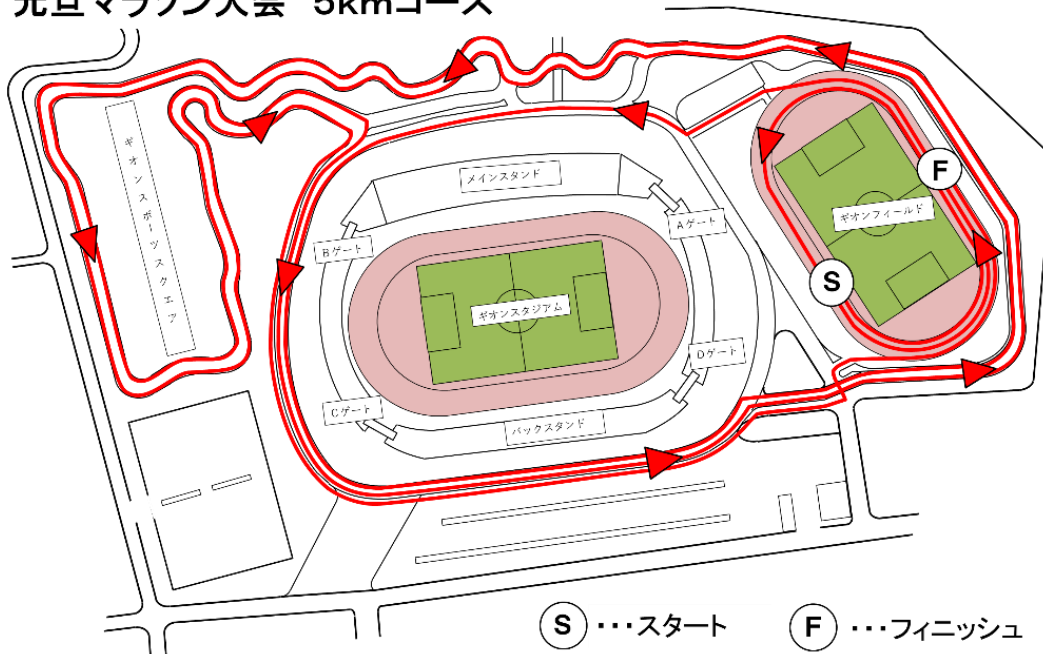 元旦マラソン大会 5kmコース
メインスタンド
Aゲート
Bゲート
ギオンスポーツスクエア
ギオンフィールド
F
S
ギオンスタジアム
Dゲート
Cゲート
バックスタンド
S ・・・スタート
F ・・・フィニッシュ